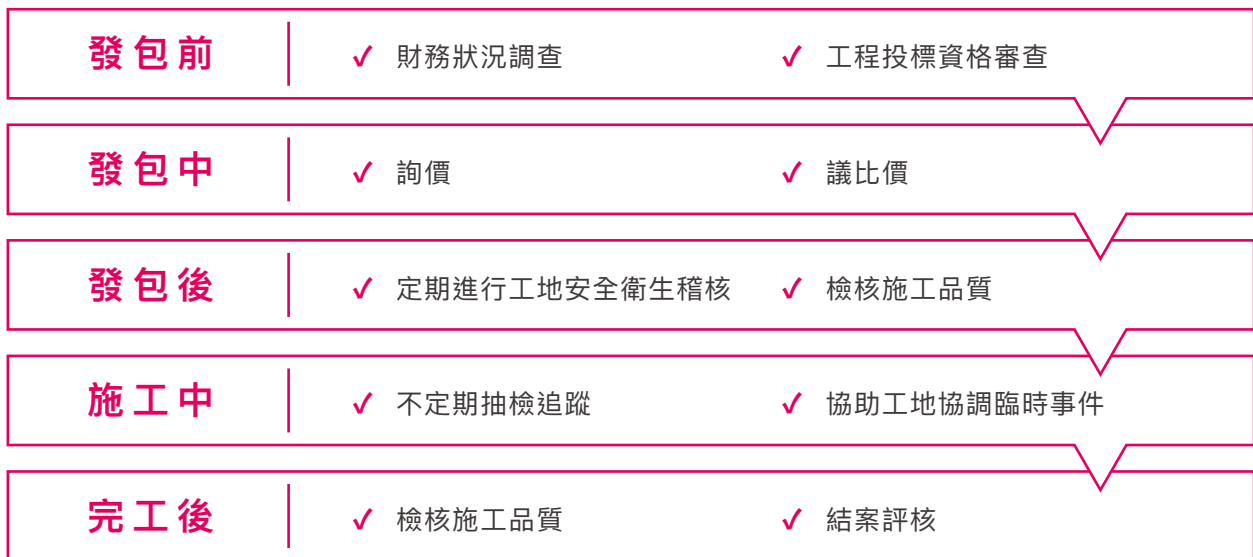 發包前 ✓ 財務狀況調查 ✓ 工程投標資格審查
發包中 ✓ 詢價 ✓ 議比價
發包後 ✓ 定期進行工地安全衛生稽核 ✓ 檢核施工品質
施工中 ✓ 不定期抽檢追蹤 ✓ 協助工地協調臨時事件
完工後 ✓ 檢核施工品質 ✓ 結案評核